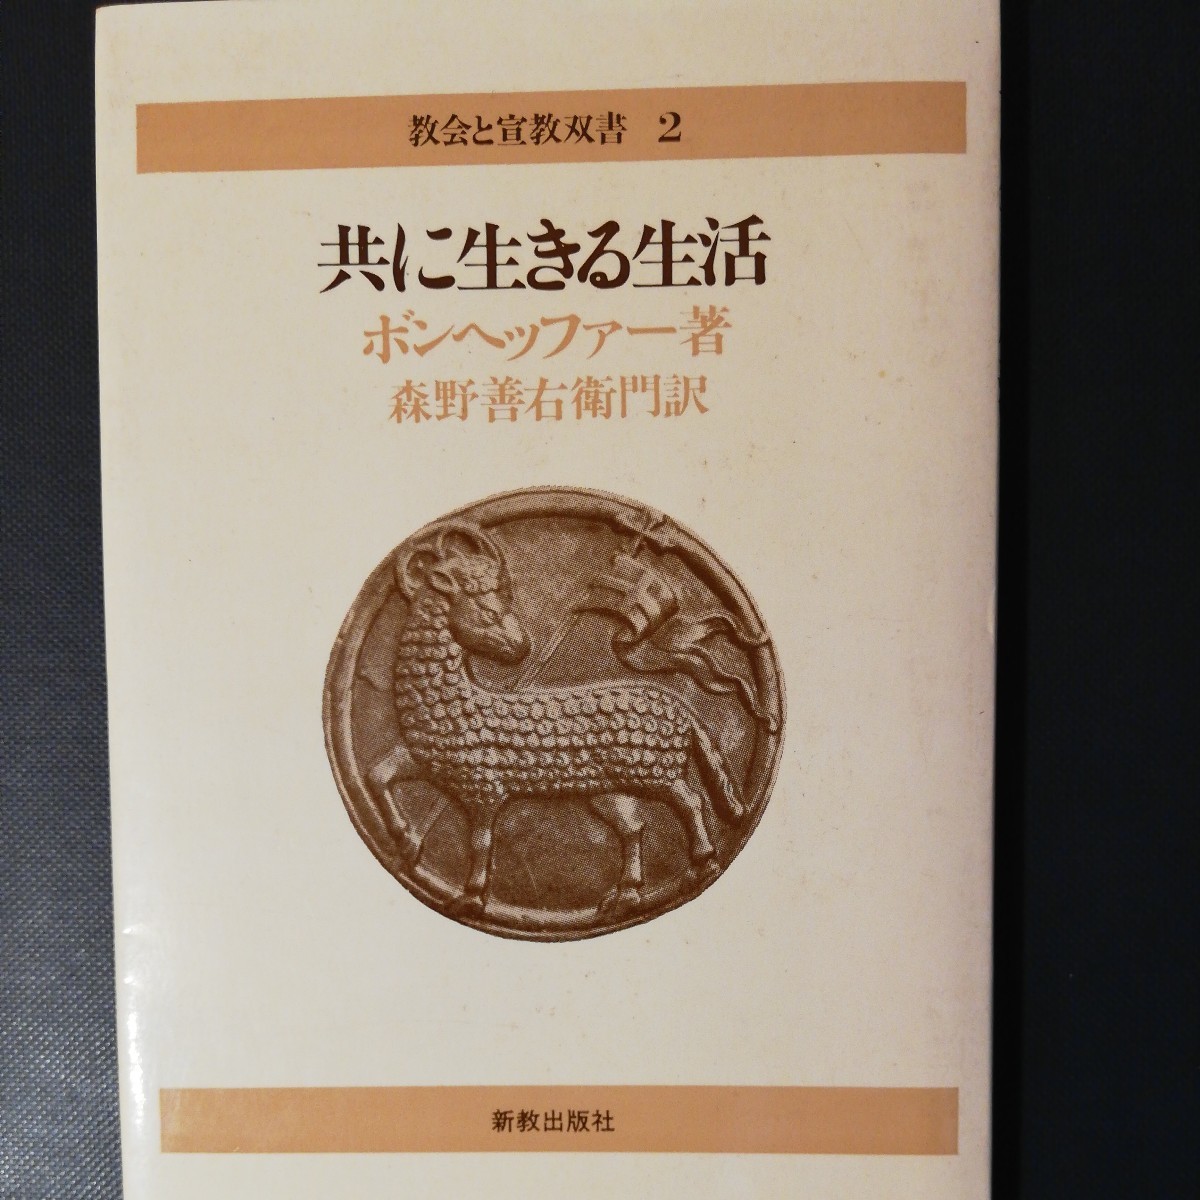 教会と宣教双書 2
共に生きる生活
ボンヘッファー著
森野善右衛門訳
新教出版社